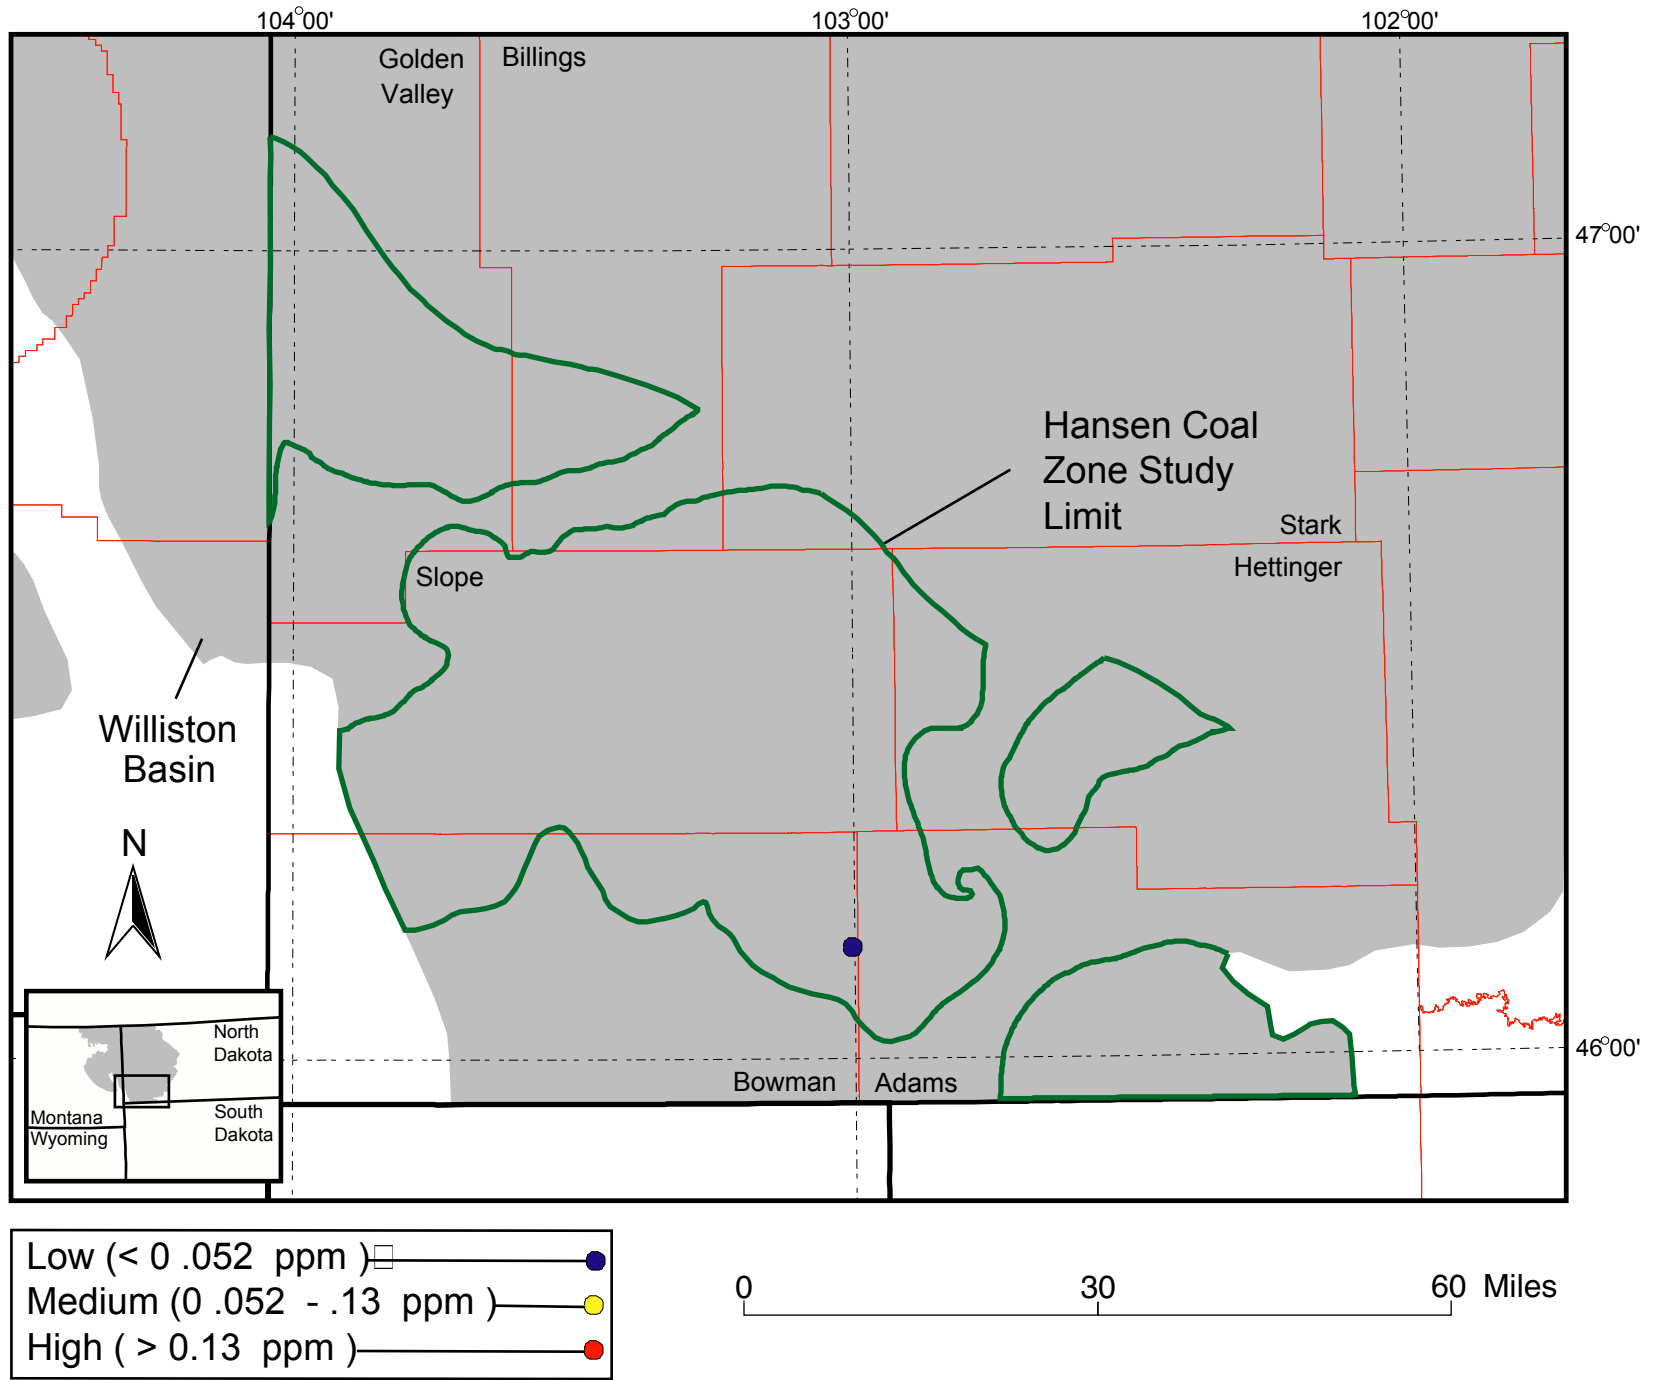 104°00'
103°00'
102°00'
Golden
Valley
Billings
47°00'
Hansen Coal
Zone Study
Limit
Stark
Hettinger
Slope
Williston
Basin
N
46°00'
Bowman
Adams
North
Dakota
South
Dakota
Montana
Wyoming
Low (< 0 .052 ppm )
Medium (0 .052 - .13 ppm )
High ( > 0.13 ppm )
0 30 60 Miles